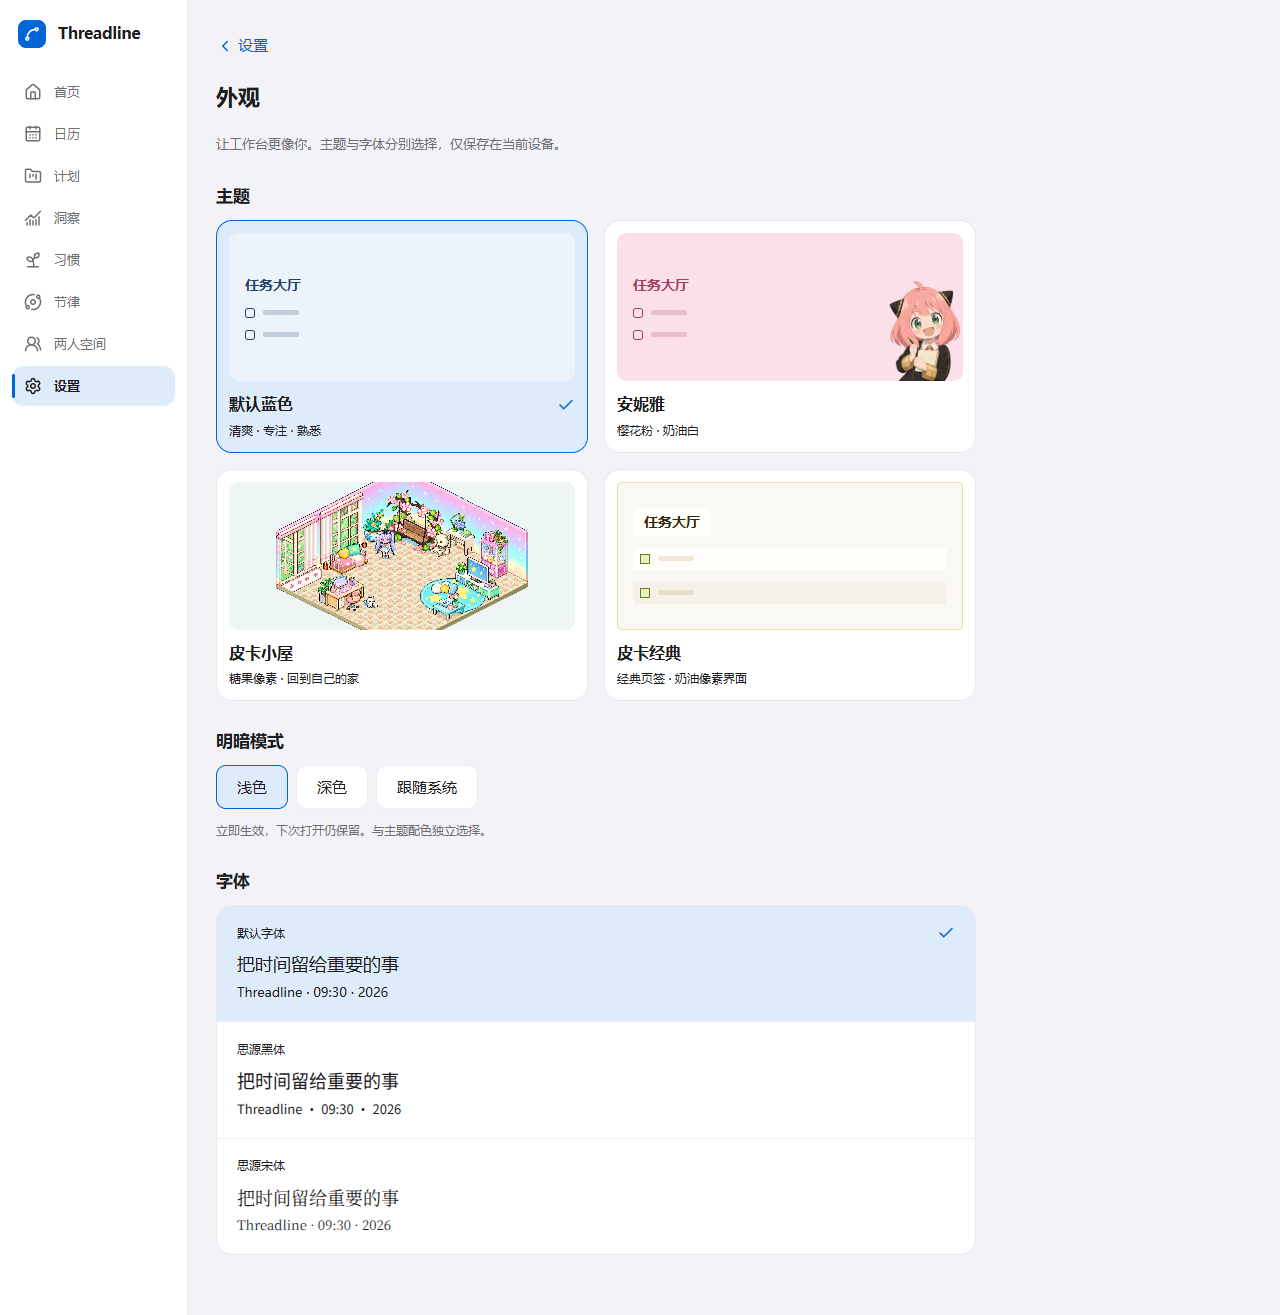 Threadline
首页
日历
计划
洞察
习惯
节律
两人空间
设置
设置
外观
让工作台更像你。主题与字体分别选择，仅保存在当前设备。
主题
任务大厅
默认蓝色
清爽 · 专注 · 熟悉
任务大厅
安妮雅
樱花粉 · 奶油白
皮卡小屋
糖果像素 · 回到自己的家
任务大厅
皮卡经典
经典页签 · 奶油像素界面
明暗模式
浅色
深色
跟随系统
立即生效，下次打开仍保留。与主题配色独立选择。
字体
默认字体
把时间留给重要的事
Threadline · 09:30 · 2026
思源黑体
把时间留给重要的事
Threadline · 09:30 · 2026
思源宋体
把时间留给重要的事
Threadline · 09:30 · 2026